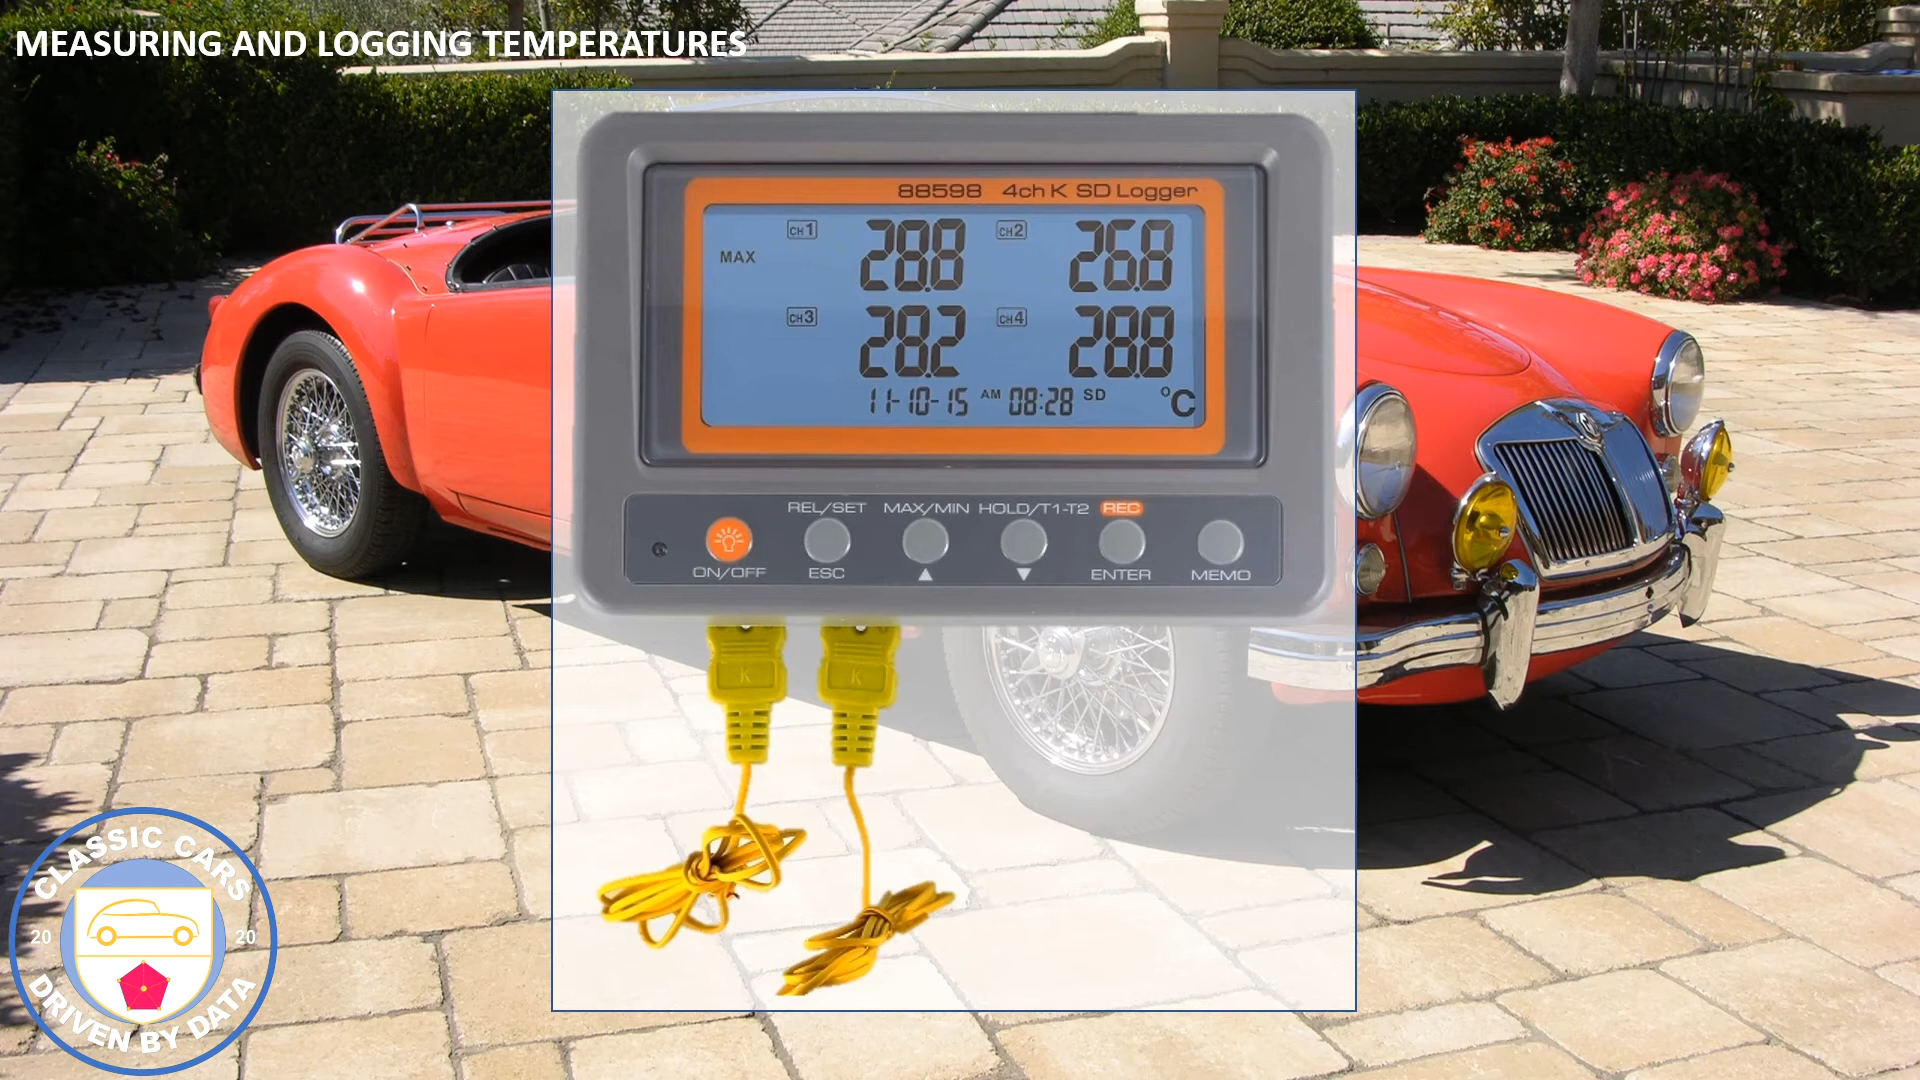 MEASURING AND LOGGING TEMPERATURES
88598 4ch K SD Logger
CH1 28.8 CH2 26.8
MAX
CH3 28.2 CH4 28.8
11-10-15 AM 08:28 SD °C
REL/SET MAX/MIN HOLD/T1-T2 REC
ON/OFF ESC ▲ ▼ ENTER MEMO
K K
CLASSIC CARS
20 20
DRIVEN BY DATA